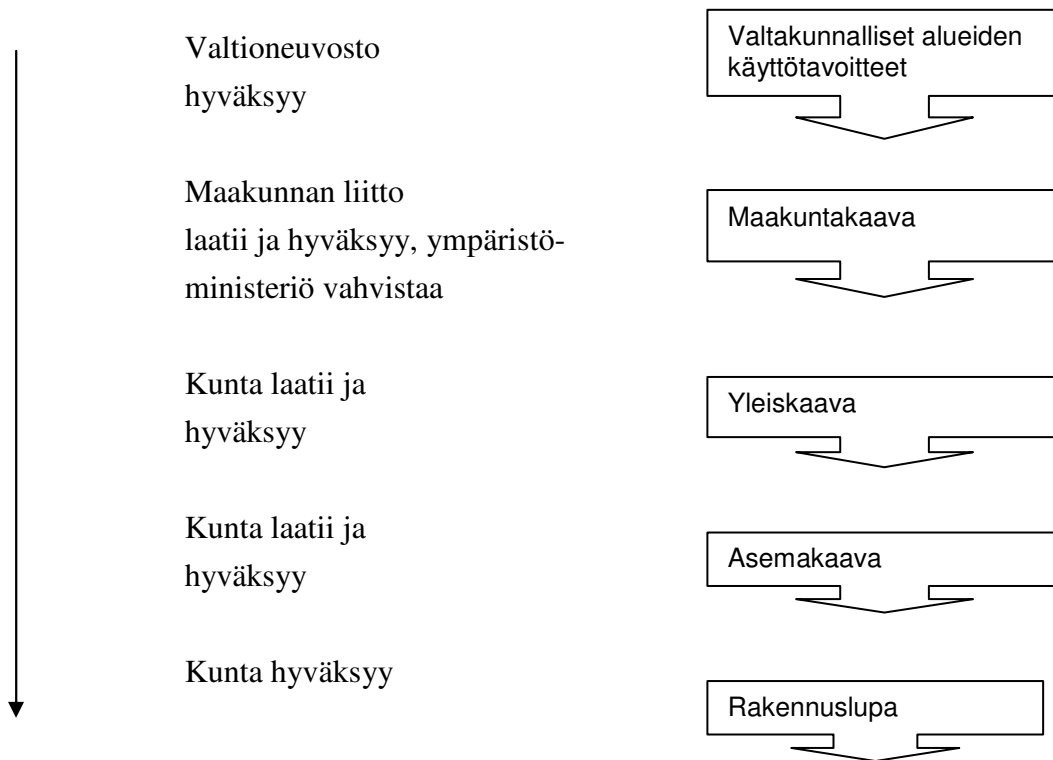 Valtioneuvosto
hyväksyy
Valtakunnalliset alueiden
käyttötavoitteet
Maakunnan liitto
laatii ja hyväksyy, ympäristö-
ministeriö vahvistaa
Maakuntakaava
Kunta laatii ja
hyväksyy
Yleiskaava
Kunta laatii ja
hyväksyy
Asemakaava
Kunta hyväksyy
Rakennuslupa